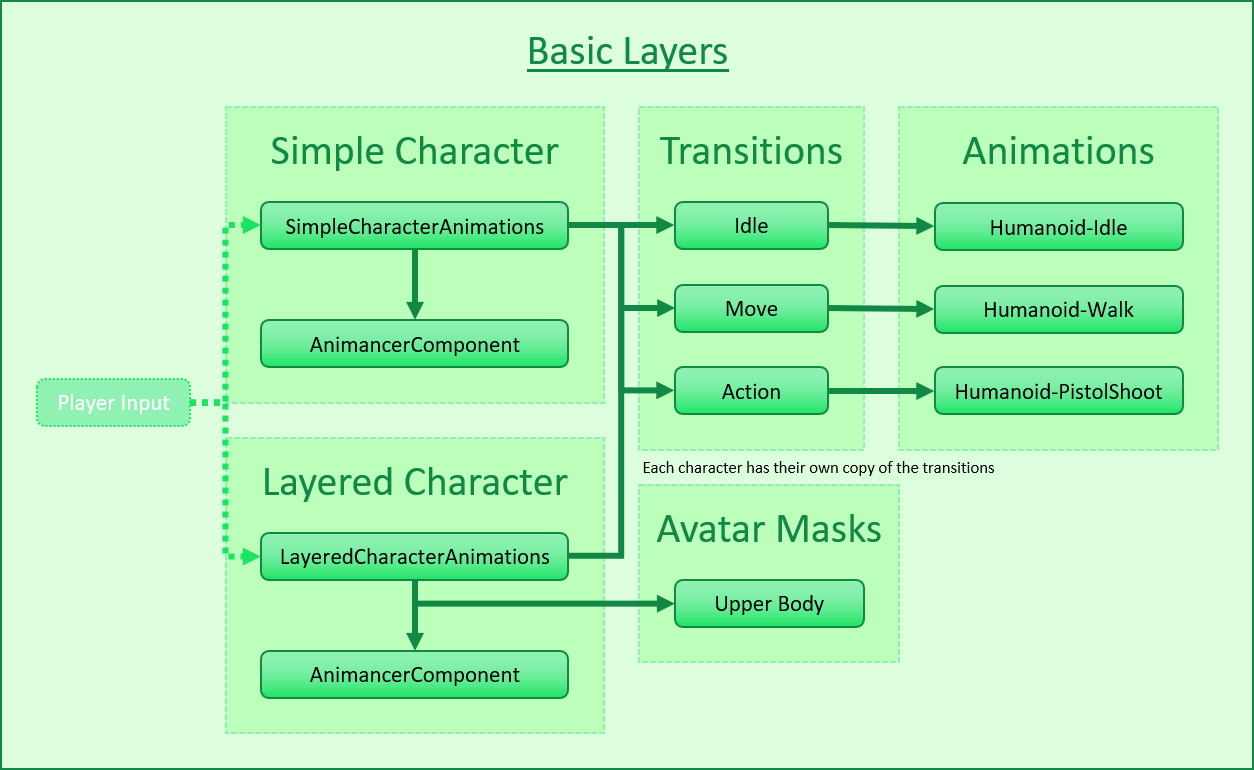 Basic Layers
Simple Character
SimpleCharacterAnimations
AnimancerComponent
Player Input
Layered Character
LayeredCharacterAnimations
AnimancerComponent
Transitions
Idle
Move
Action
Animations
Humanoid-Idle
Humanoid-Walk
Humanoid-PistolShoot
Each character has their own copy of the transitions
Avatar Masks
Upper Body